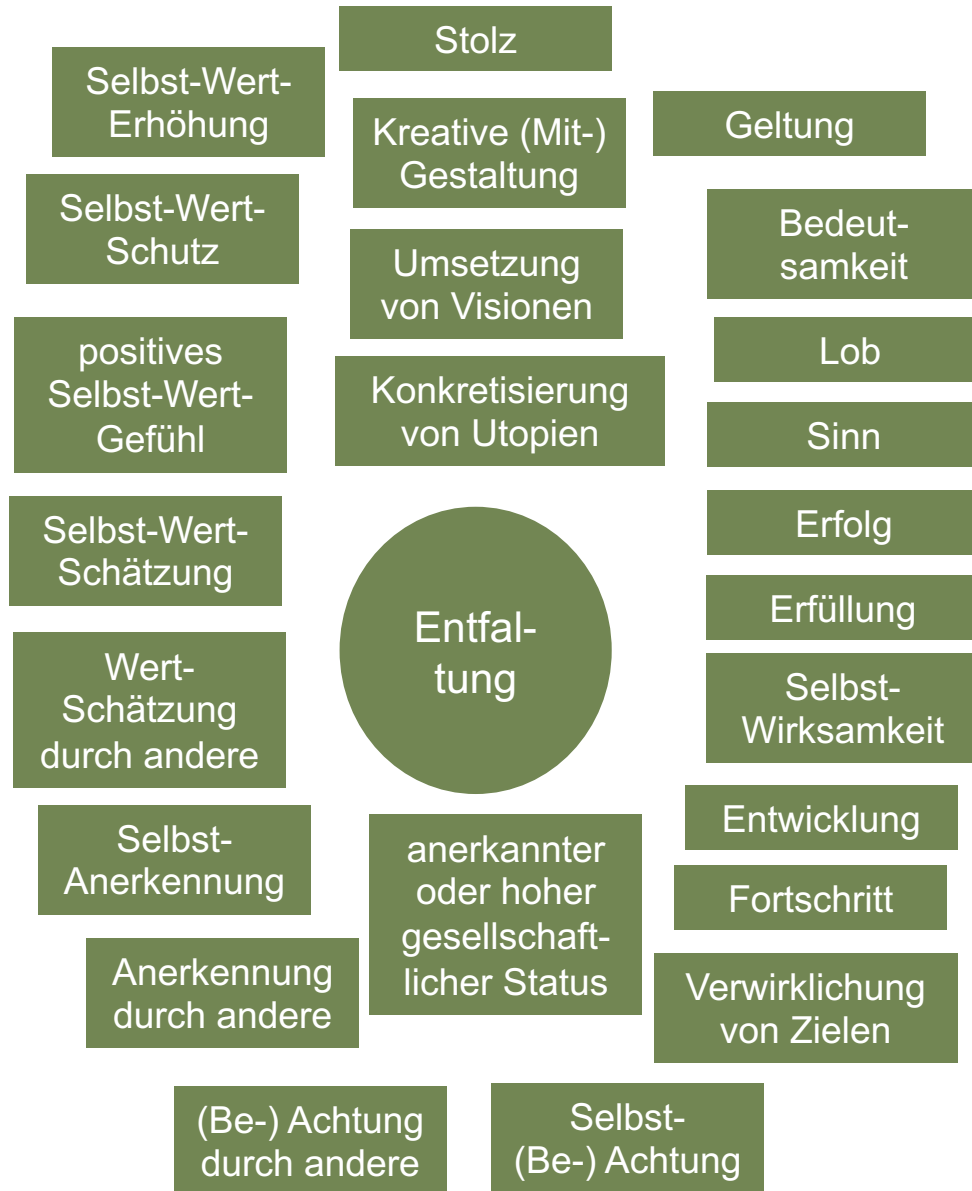 Stolz
Selbst-Wert-
Erhöhung
Kreative (Mit-)
Gestaltung
Geltung
Selbst-Wert-
Schutz
Bedeut-
samkeit
Umsetzung
von Visionen
positives
Selbst-Wert-
Gefühl
Lob
Konkretisierung
von Utopien
Sinn
Selbst-Wert-
Schätzung
Erfolg
Entfal-
tung
Erfüllung
Wert-
Schätzung
durch andere
Selbst-
Wirksamkeit
Selbst-
Anerkennung
anerkannter
oder hoher
gesellschaft-
licher Status
Entwicklung
Fortschritt
Anerkennung
durch andere
Verwirklichung
von Zielen
(Be-) Achtung
durch andere
Selbst-
(Be-) Achtung